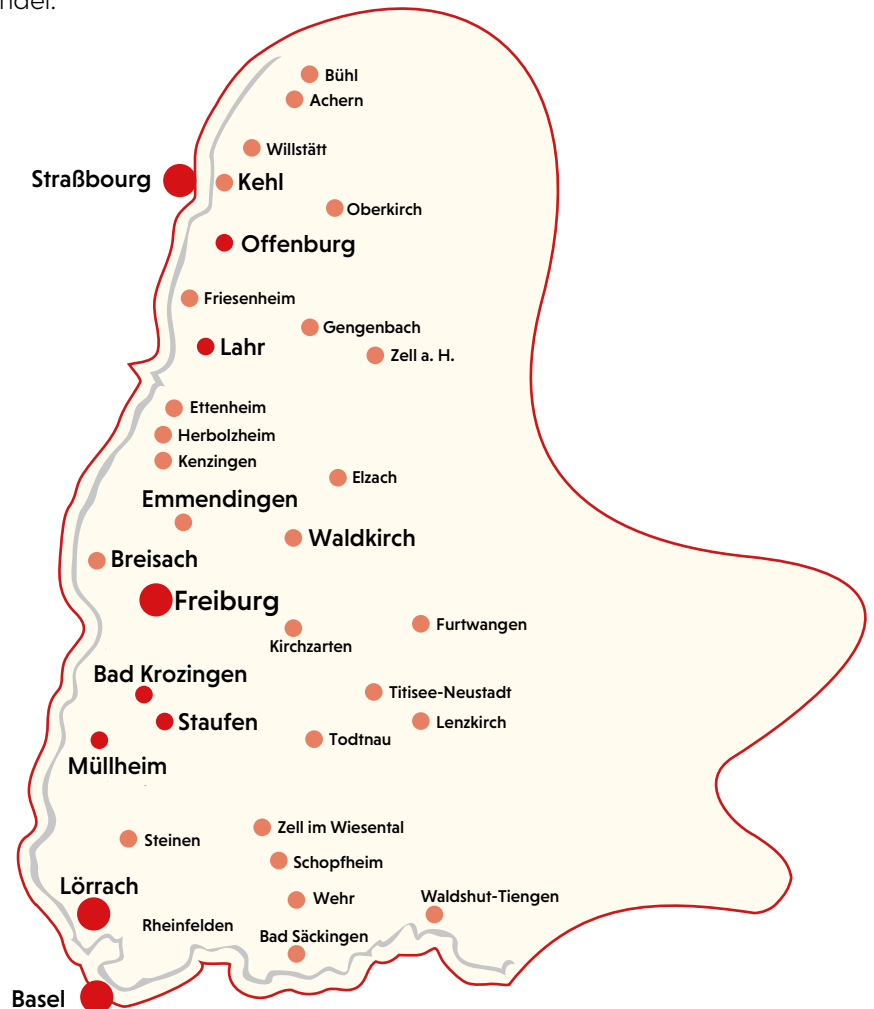 Bühl
Achern
Willstätt
Straßbourg
Kehl
Oberkirch
Offenburg
Friesenheim
Gengenbach
Lahr
Zell a. H.
Ettenheim
Herbolzheim
Kenzingen
Elzach
Emmendingen
Waldkirch
Breisach
Freiburg
Furtwangen
Kirchzarten
Bad Krozingen
Titisee-Neustadt
Staufen
Lenzkirch
Todtnau
Müllheim
Zell im Wiesental
Steinen
Schopfheim
Lörrach
Wehr
Waldshut-Tiengen
Rheinfelden
Bad Säckingen
Basel